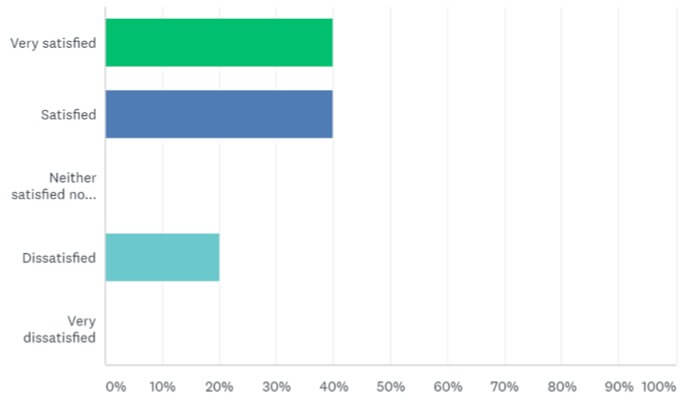 Very satisfied
Satisfied
Neither
satisfied no...
Dissatisfied
Very
dissatisfied
0% 10% 20% 30% 40% 50% 60% 70% 80% 90% 100%